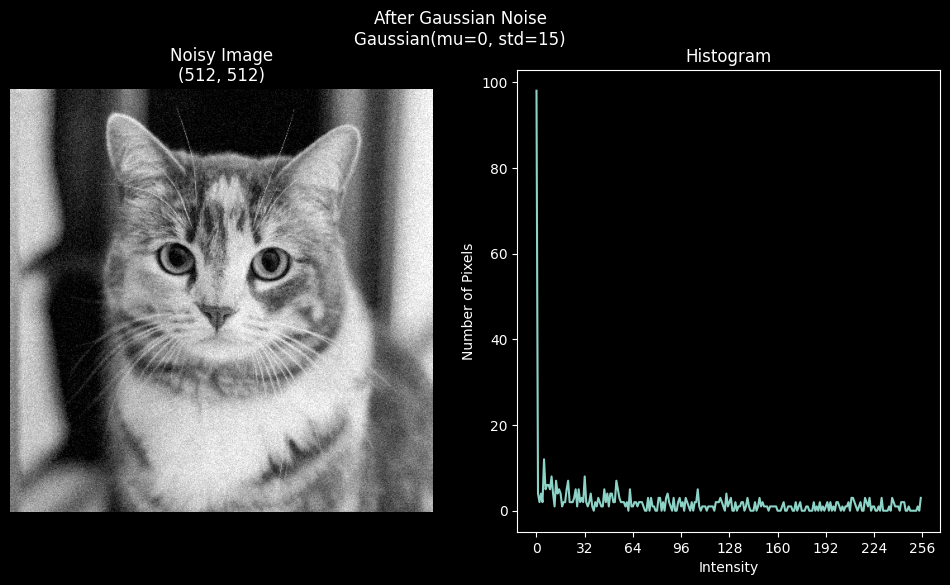 After Gaussian Noise
Gaussian(mu=0, std=15)
Noisy Image
(512, 512)
Histogram
100
80
60
40
20
0
Number of Pixels
0 32 64 96 128 160 192 224 256
Intensity